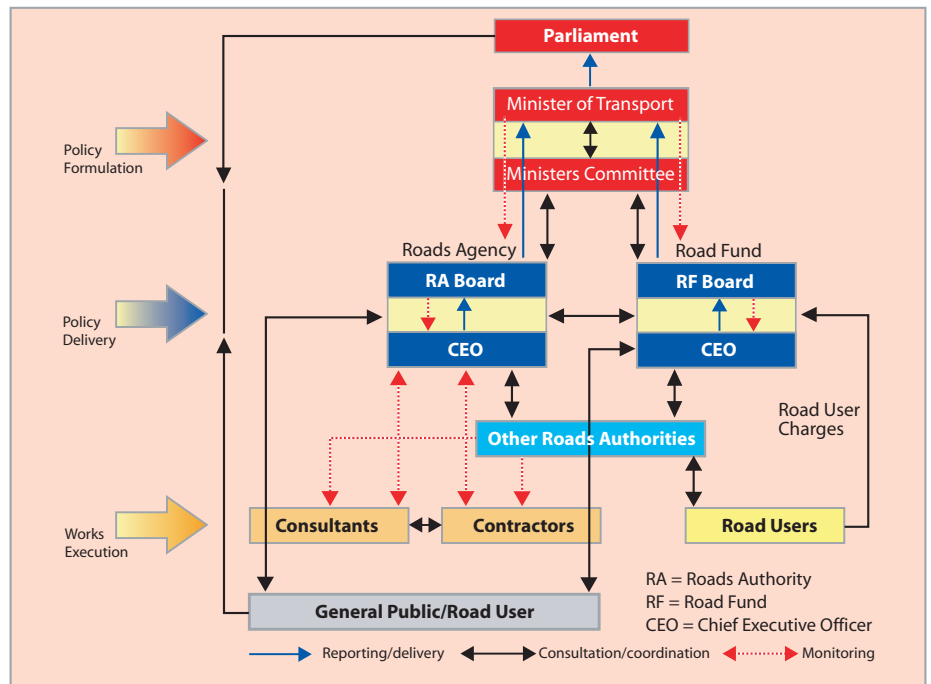 Parliament
Minister of Transport
Policy
Formulation
Ministers Committee
Roads Agency
Road Fund
RA Board
RF Board
Policy
Delivery
CEO
CEO
Road User
Charges
Other Roads Authorities
Works
Execution
Consultants
Contractors
Road Users
RA = Roads Authority
RF = Road Fund
CEO = Chief Executive Officer
General Public/Road User
Reporting/delivery
Consultation/coordination
Monitoring